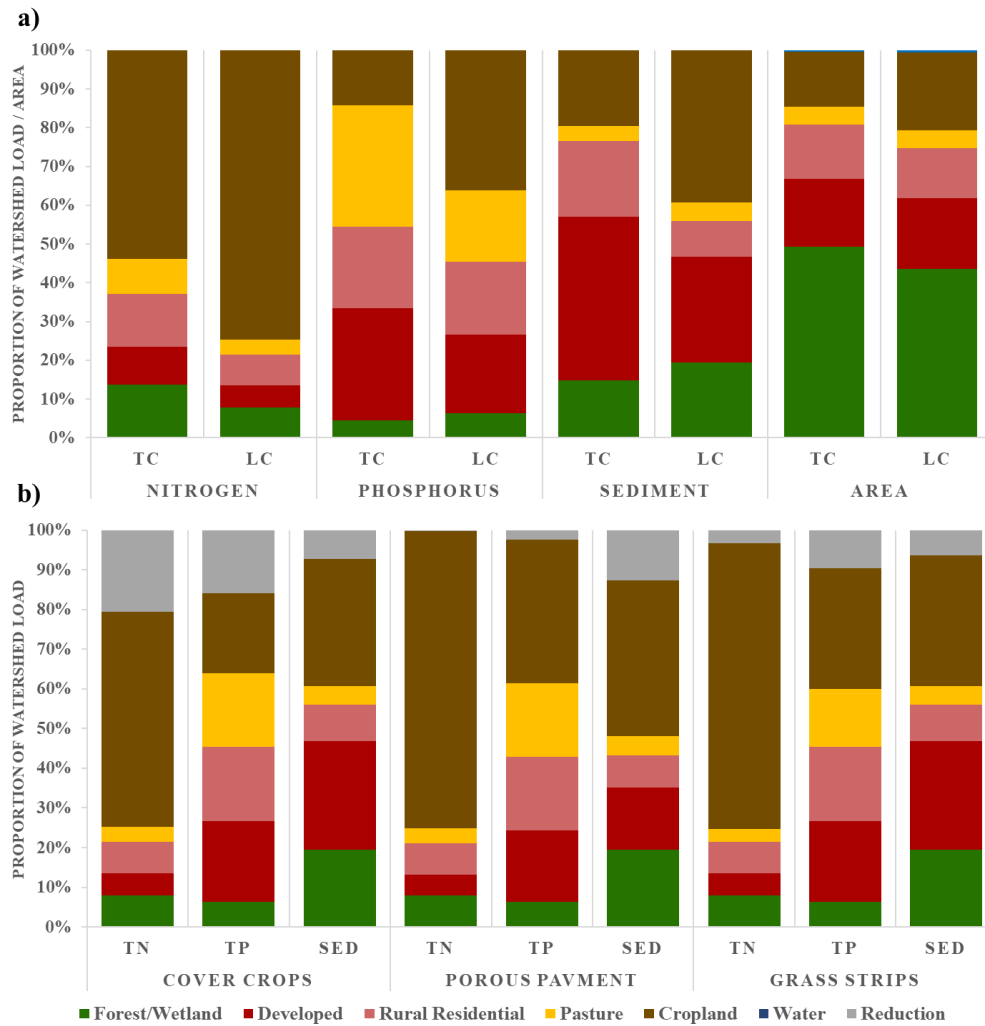 a)
PROPORTION OF WATERSHED LOAD / AREA
100%
90%
80%
70%
60%
50%
40%
30%
20%
10%
0%
TC LC TC LC TC LC TC LC
NITROGEN PHOSPHORUS SEDIMENT AREA
b)
PROPORTION OF WATERSHED LOAD
100%
90%
80%
70%
60%
50%
40%
30%
20%
10%
0%
TN TP SED TN TP SED TN TP SED
COVER CROPS POROUS PAVMENT GRASS STRIPS
Forest/Wetland Developed Rural Residential Pasture Cropland Water Reduction